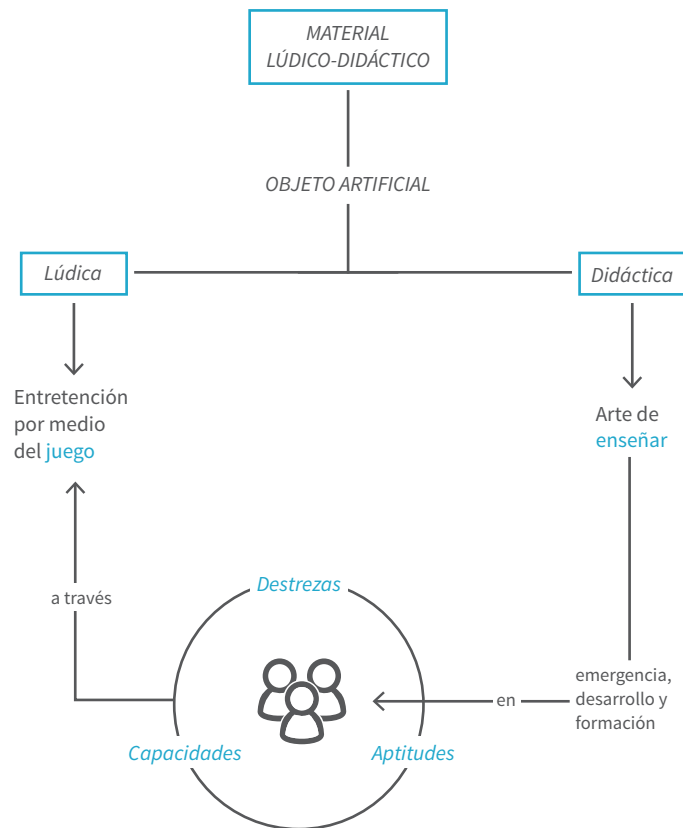 MATERIAL
LÚDICO-DIDÁCTICO
OBJETO ARTIFICIAL
Lúdica
Didáctica
Entretención
por medio
del juego
Arte de
enseñar
a través
Destrezas
emergencia,
desarrollo y
formación
en
Capacidades
Aptitudes